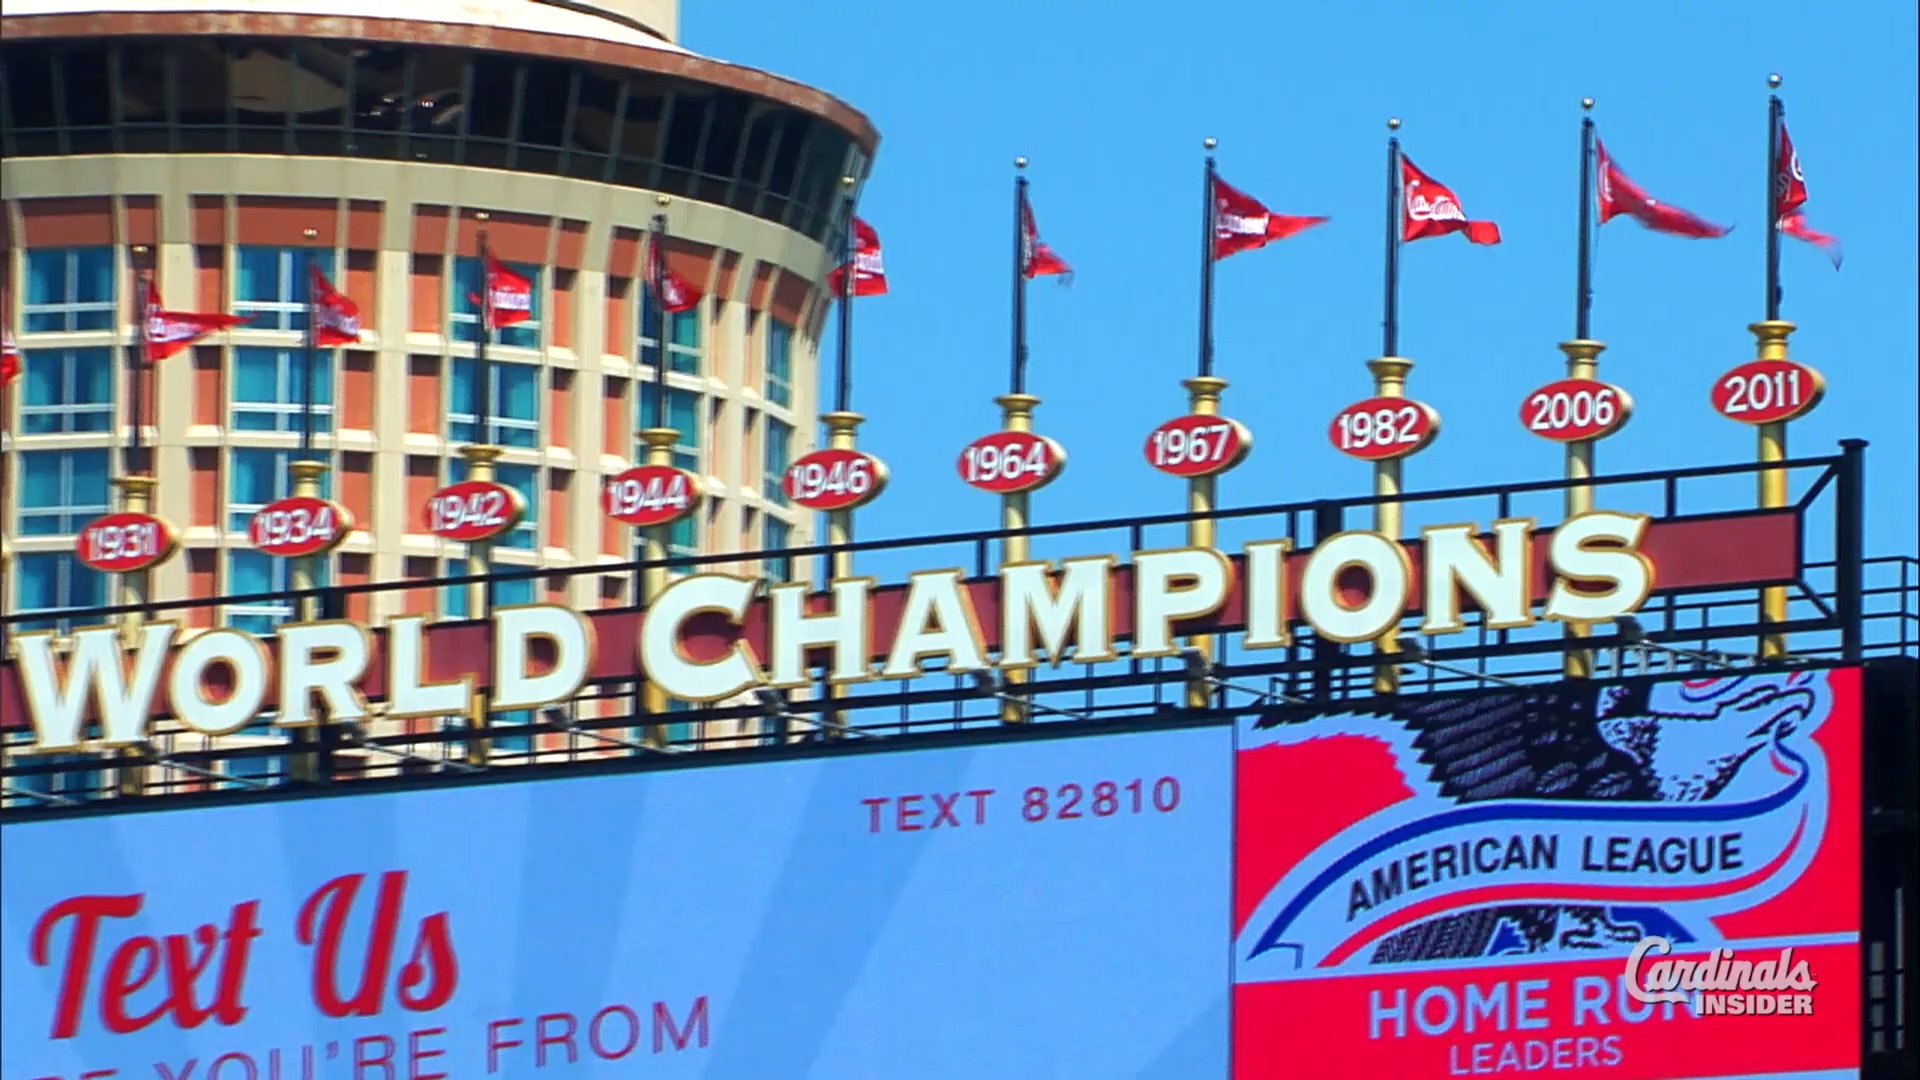 1931
1934
1942
1944
1946
1964
1967
1982
2006
2011
WORLD CHAMPIONS
TEXT 82810
Text Us
YOU'RE FROM
AMERICAN LEAGUE
HOME RUN
LEADERS
Cardinals
INSIDER